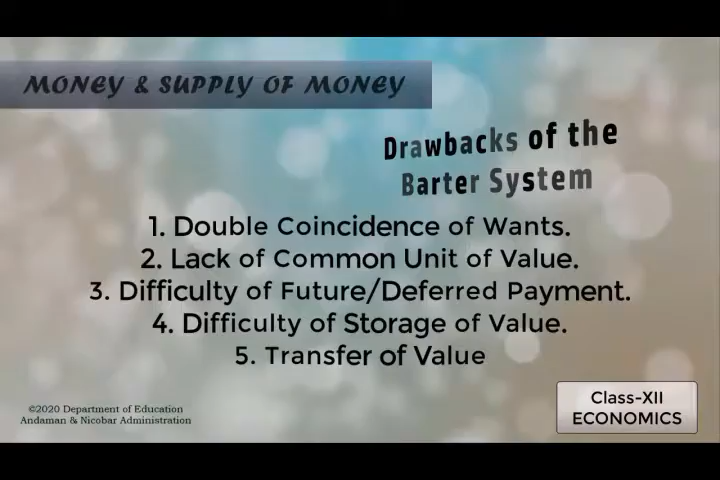 MONEY & SUPPLY OF MONEY
Drawbacks of the
Barter System
1. Double Coincidence of Wants.
2. Lack of Common Unit of Value.
3. Difficulty of Future/Deferred Payment.
4. Difficulty of Storage of Value.
5. Transfer of Value
©2020 Department of Education
Andaman & Nicobar Administration
Class-XII
ECONOMICS